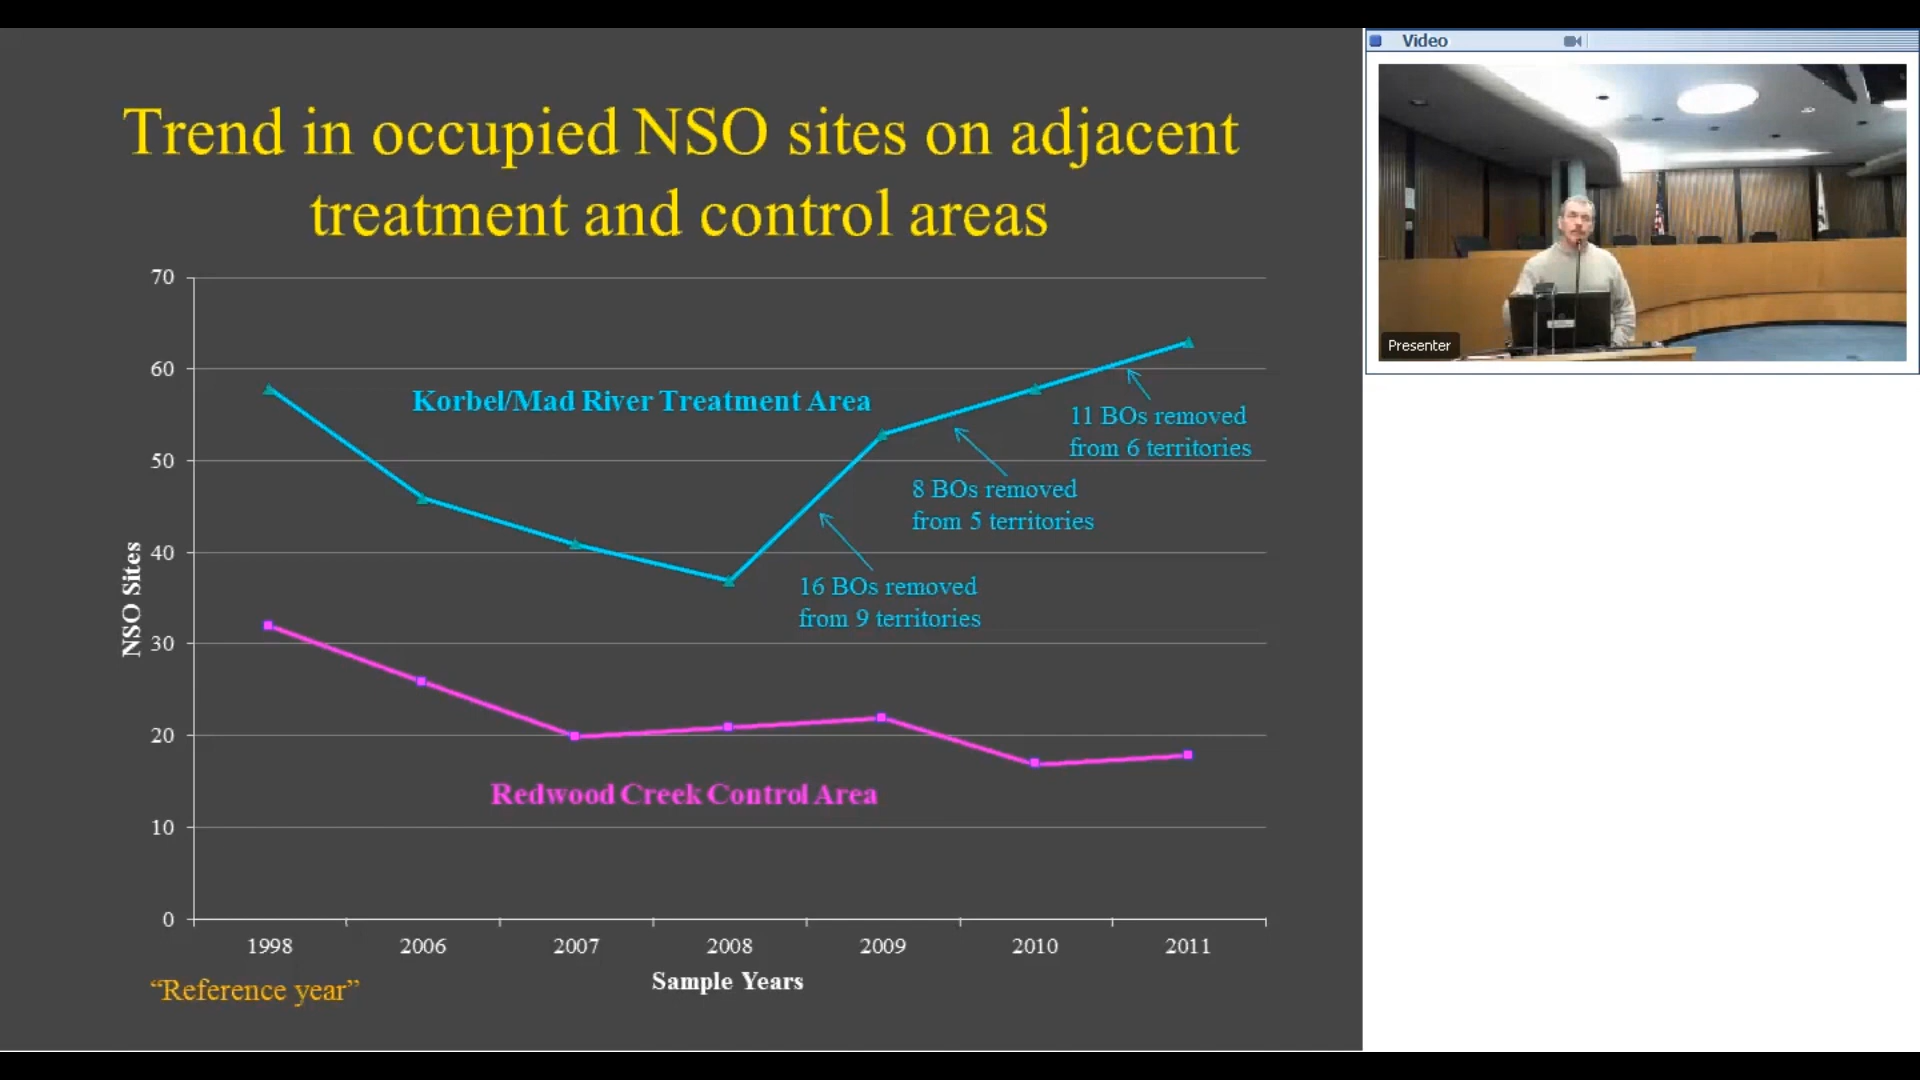 Trend in occupied NSO sites on adjacent
treatment and control areas
70
60
50
40
30
20
10
0
NSO Sites
Korbel/Mad River Treatment Area
11 BOs removed
from 6 territories
8 BOs removed
from 5 territories
16 BOs removed
from 9 territories
Redwood Creek Control Area
1998 2006 2007 2008 2009 2010 2011
Sample Years
“Reference year”
Video
Presenter